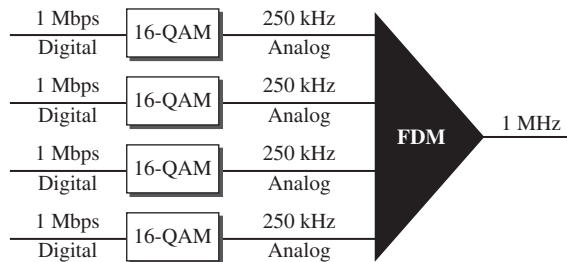 1 Mbps
Digital
16-QAM
250 kHz
Analog
1 Mbps
Digital
16-QAM
250 kHz
Analog
1 Mbps
Digital
16-QAM
250 kHz
Analog
1 Mbps
Digital
16-QAM
250 kHz
Analog
FDM
1 MHz